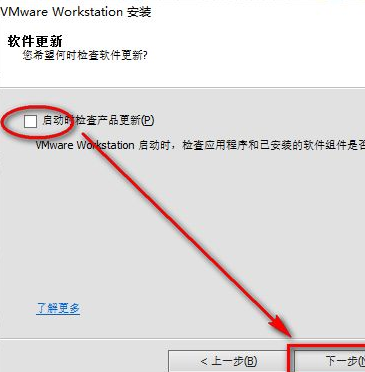 VMware Workstation 安装
软件更新
您希望何时检查软件更新?
启动时检查产品更新(P)
VMware Workstation 启动时，检查应用程序和已安装的软件组件是否
了解更多
< 上一步(B)
下一步(N